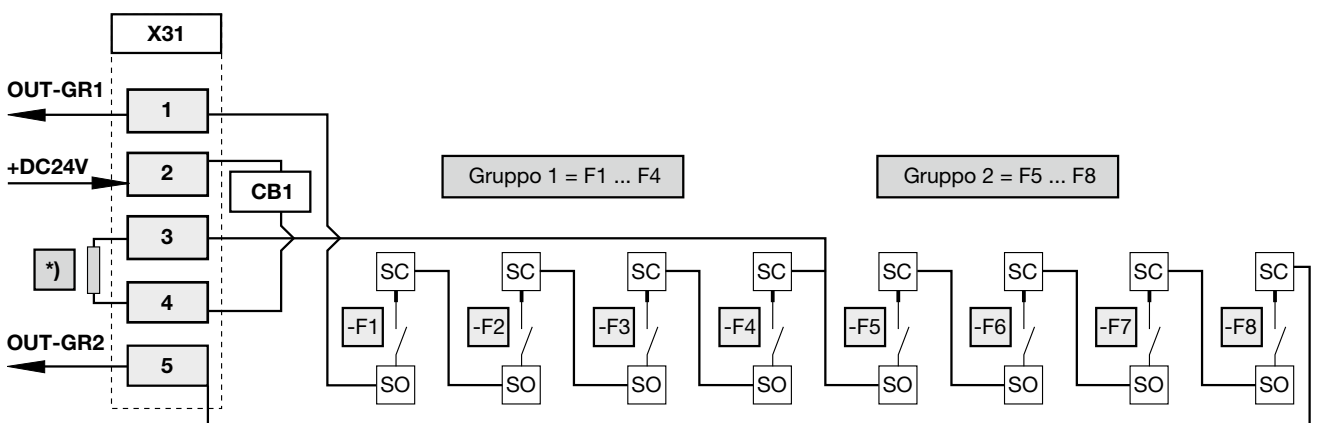 X31
OUT-GR1
1
+DC24V
2
CB1
Gruppo 1 = F1 ... F4
Gruppo 2 = F5 ... F8
3
*)
4
SC SC SC SC SC SC SC SC
-F1 -F2 -F3 -F4 -F5 -F6 -F7 -F8
OUT-GR2
5
SO SO SO SO SO SO SO SO